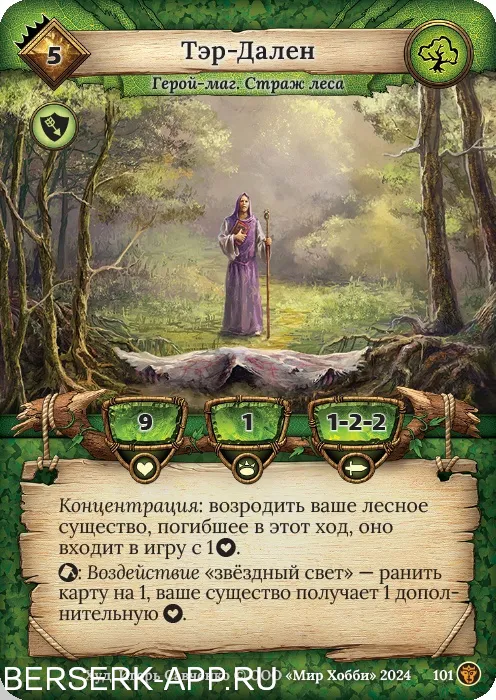 5
Тэр-Дален
Герой-маг. Страж леса
9
1
1-2-2
Концентрация: возродить ваше лесное
существо, погибшее в этот ход, оно
входит в игру с 1
: Воздействие «звёздный свет» — ранить
карту на 1, ваше существо получает 1 допол-
нительную .
© ООО «Мир Хобби» 2024
101
BERSERK-APP.RU